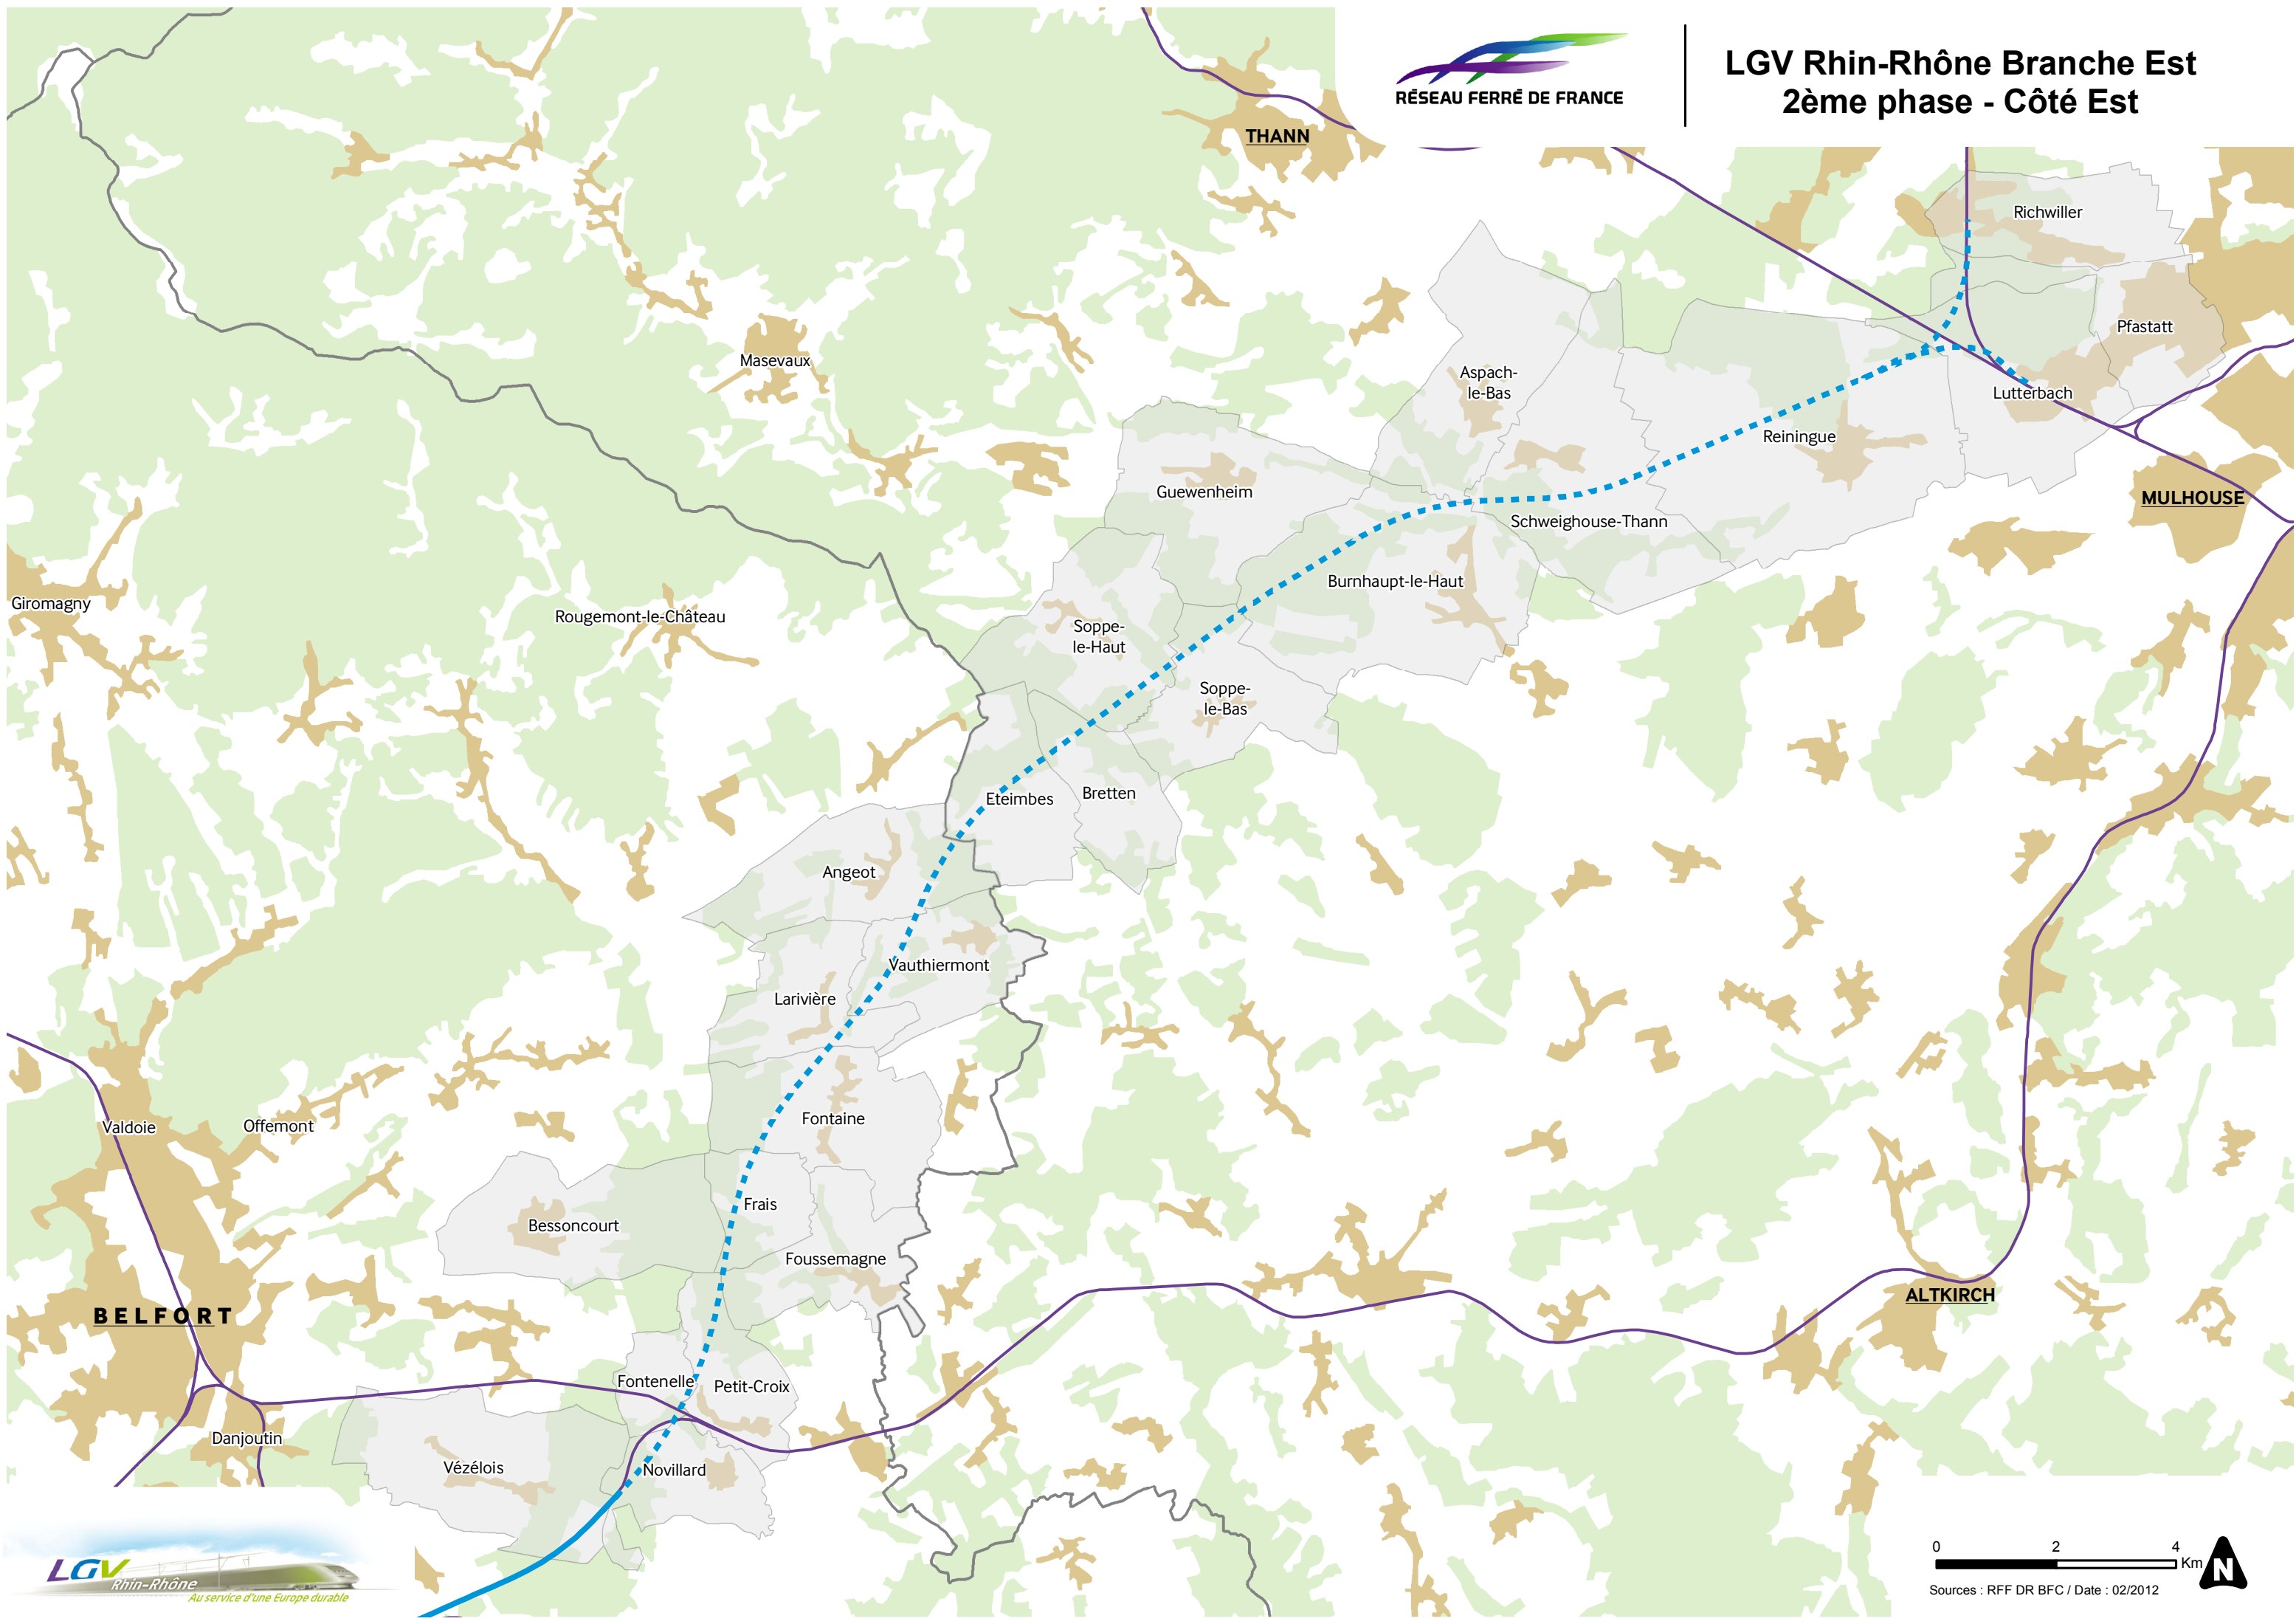 RÉSEAU FERRÉ DE FRANCE
LGV Rhin-Rhône Branche Est
2ème phase - Côté Est
THANN
Richwiller
Pfastatt
Masevaux
Aspach-
le-Bas
Lutterbach
Reiningue
Guewenheim
MULHOUSE
Schweighouse-Thann
Burnhaupt-le-Haut
Giromagny
Rougemont-le-Château
Soppe-
le-Haut
Soppe-
le-Bas
Eteimbes
Bretten
Angeot
Vauthiermont
Larivière
Fontaine
Valdoie
Offemont
Frais
Bessoncourt
Foussemagne
ALTKIRCH
BELFORT
Fontenelle
Petit-Croix
Danjoutin
Vézélois
Novillard
LGV
Rhin-Rhône
Au service d'une Europe durable
0 2 4
Km
N
Sources : RFF DR BFC / Date : 02/2012